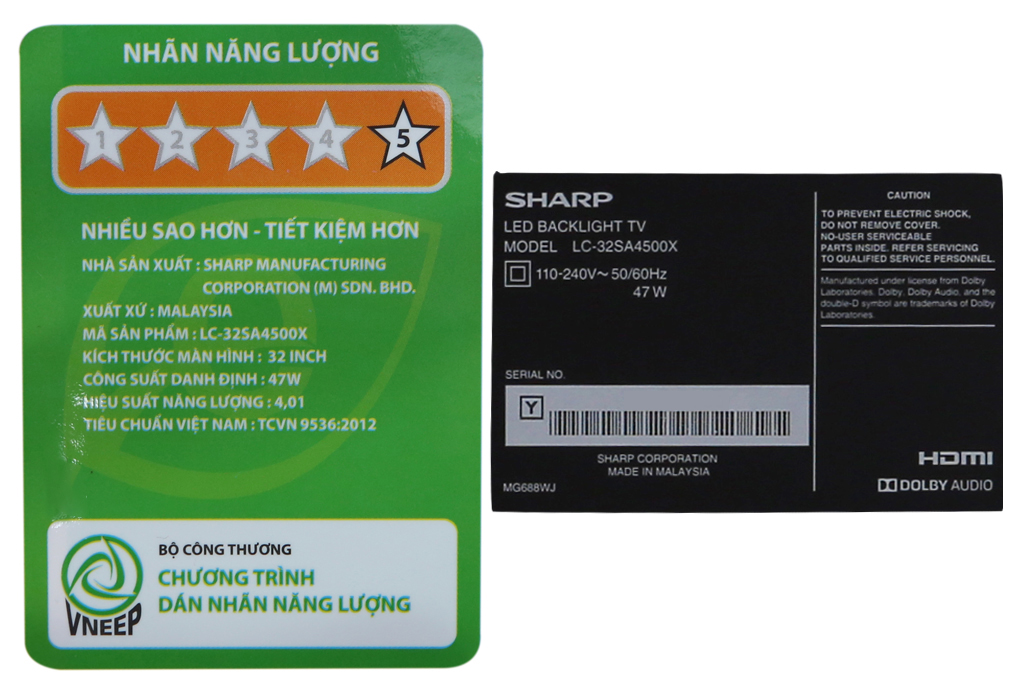 NHÃN NĂNG LƯỢNG
1 2 3 4 5
NHIỀU SAO HƠN - TIẾT KIỆM HƠN
NHÀ SẢN XUẤT : SHARP MANUFACTURING
CORPORATION (M) SDN. BHD.
XUẤT XỨ : MALAYSIA
MÃ SẢN PHẨM : LC-32SA4500X
KÍCH THƯỚC MÀN HÌNH : 32 INCH
CÔNG SUẤT DANH ĐỊNH : 47W
HIỆU SUẤT NĂNG LƯỢNG : 4,01
TIÊU CHUẨN VIỆT NAM : TCVN 9536:2012
VNEEP
BỘ CÔNG THƯƠNG
CHƯƠNG TRÌNH
DÁN NHÃN NĂNG LƯỢNG
SHARP
LED BACKLIGHT TV
MODEL LC-32SA4500X
110-240V~ 50/60Hz
47 W
SERIAL NO.
Y
SHARP CORPORATION
MADE IN MALAYSIA
MG688WJ
CAUTION
TO PREVENT ELECTRIC SHOCK,
DO NOT REMOVE COVER.
NO-USER SERVICEABLE
PARTS INSIDE. REFER SERVICING
TO QUALIFIED SERVICE PERSONNEL.
Manufactured under license from Dolby
Laboratories. Dolby, Dolby Audio, and the
double-D symbol are trademarks of Dolby
Laboratories.
HDMI
DOLBY AUDIO